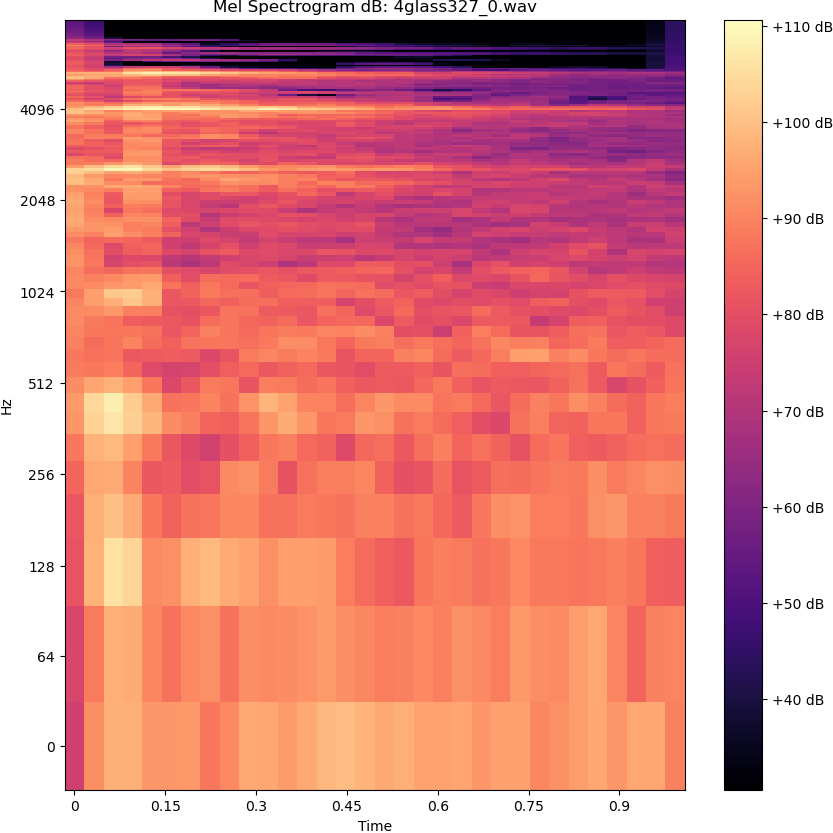 Mel Spectrogram dB: 4glass327_0.wav
+110 dB
+100 dB
+90 dB
+80 dB
+70 dB
+60 dB
+50 dB
+40 dB
4096
2048
1024
512
256
128
64
0
Hz
0 0.15 0.3 0.45 0.6 0.75 0.9
Time